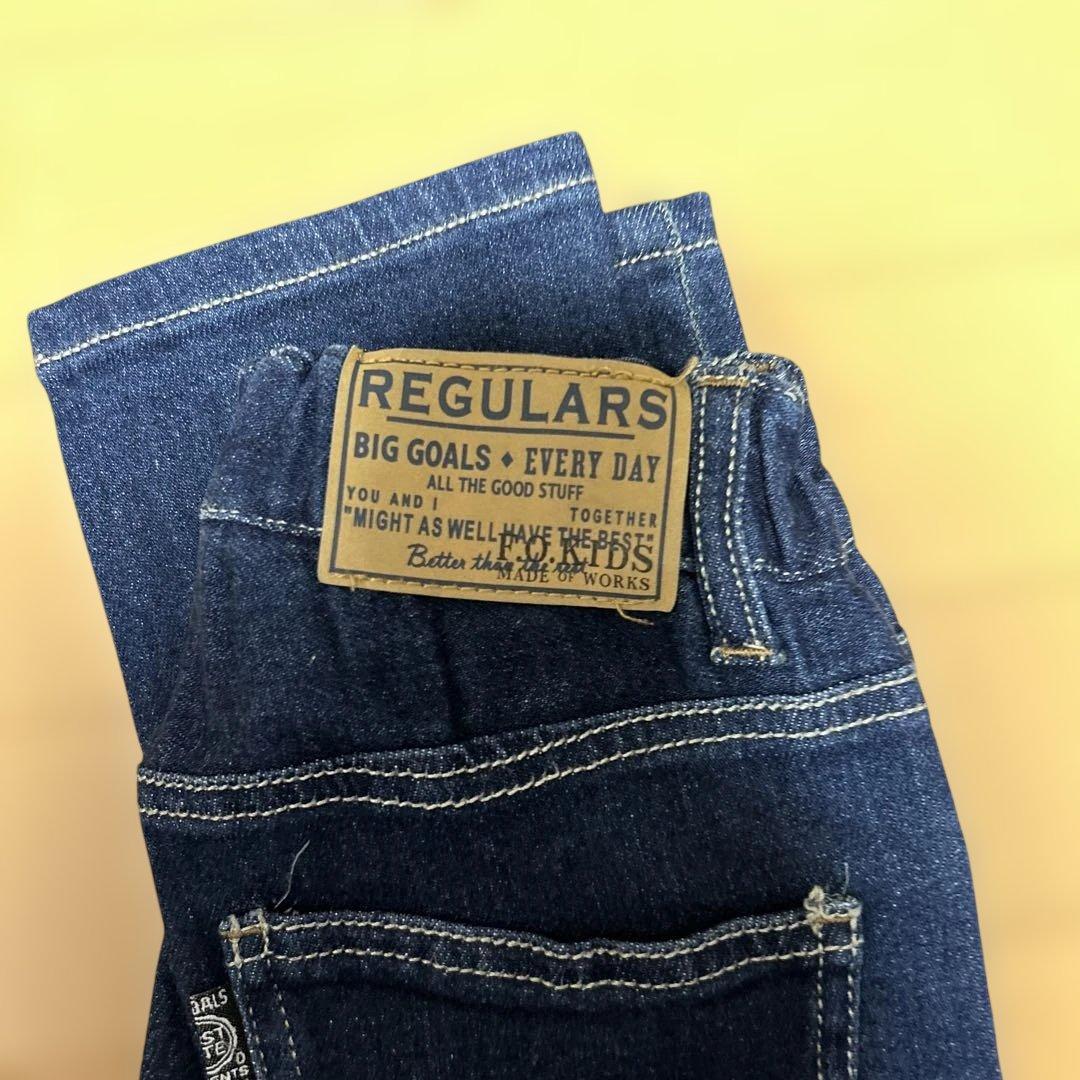 REGULARS
BIG GOALS ♦ EVERY DAY
ALL THE GOOD STUFF
YOU AND I
TOGETHER
"MIGHT AS WELL HAVE THE BEST"
F.O.KIDS
Better than the rest
MADE OF WORKS